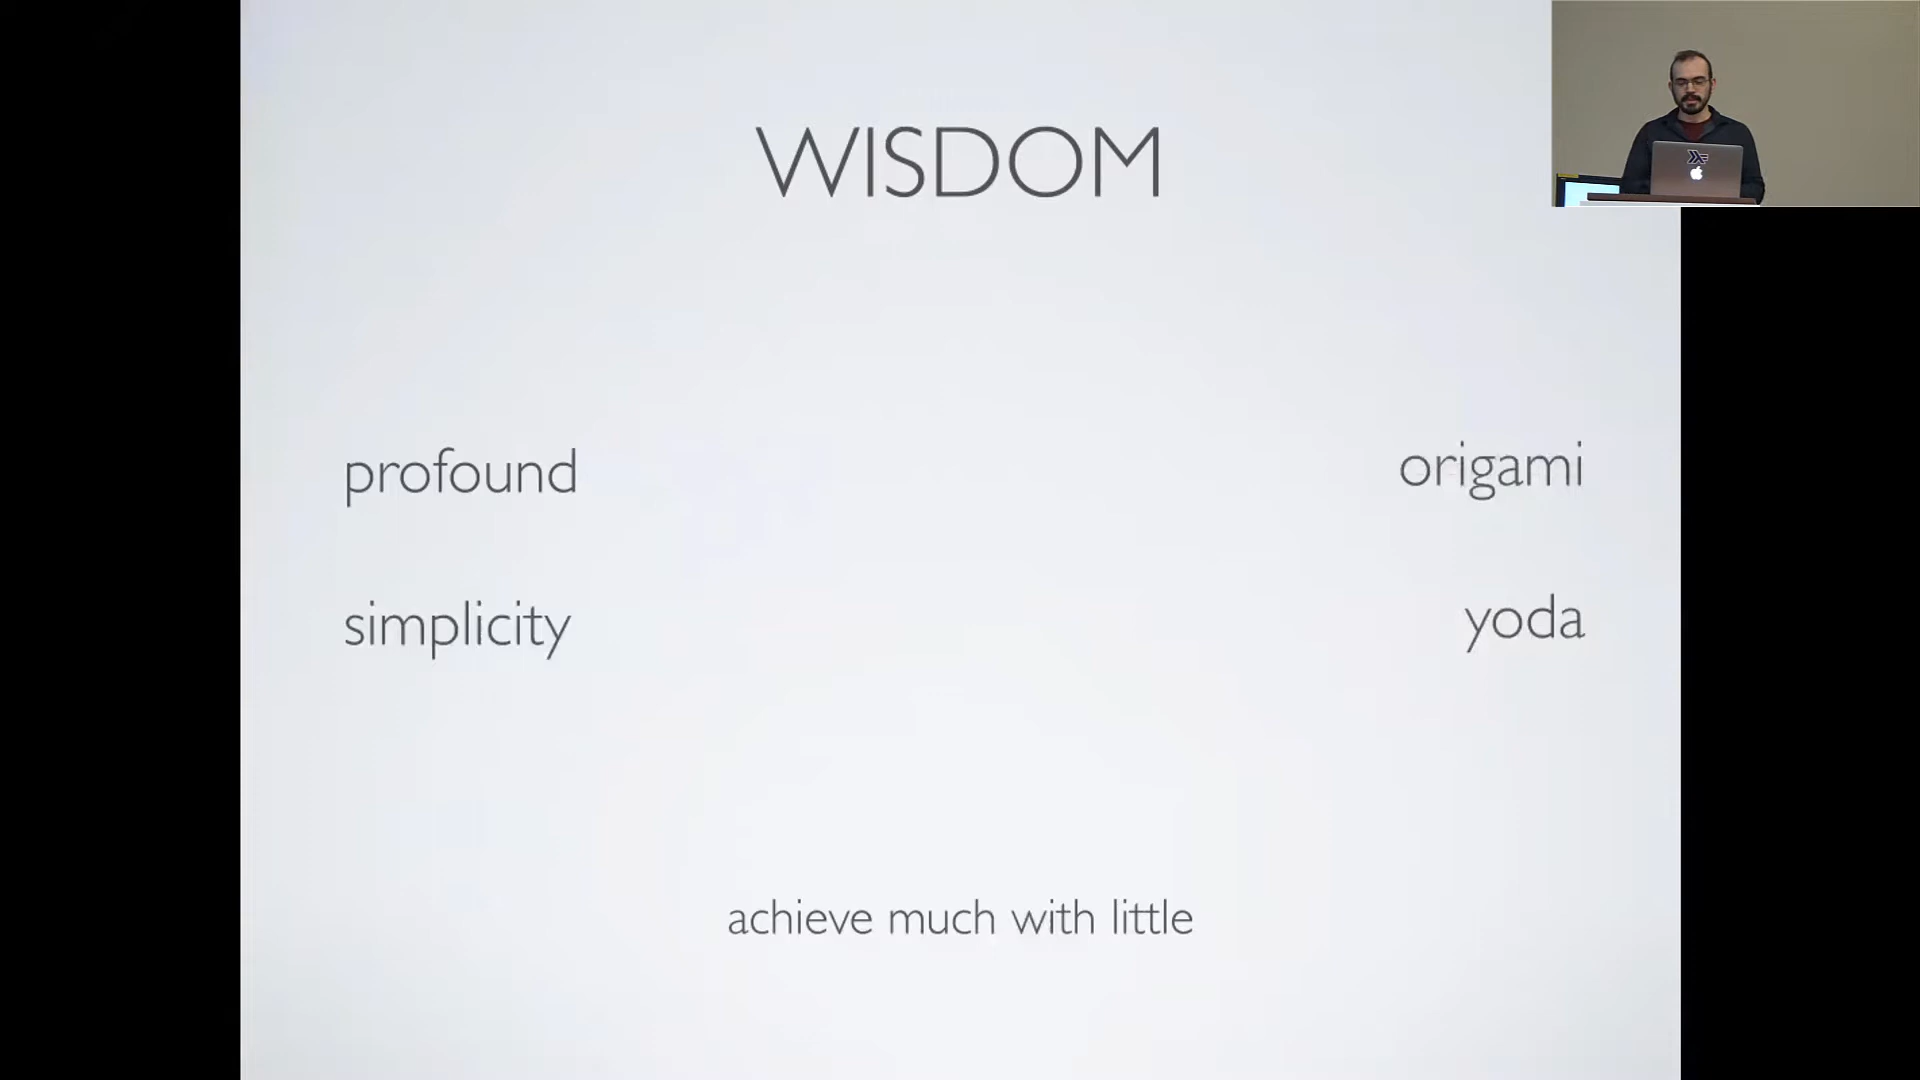 WISDOM
profound
origami
simplicity
yoda
achieve much with little